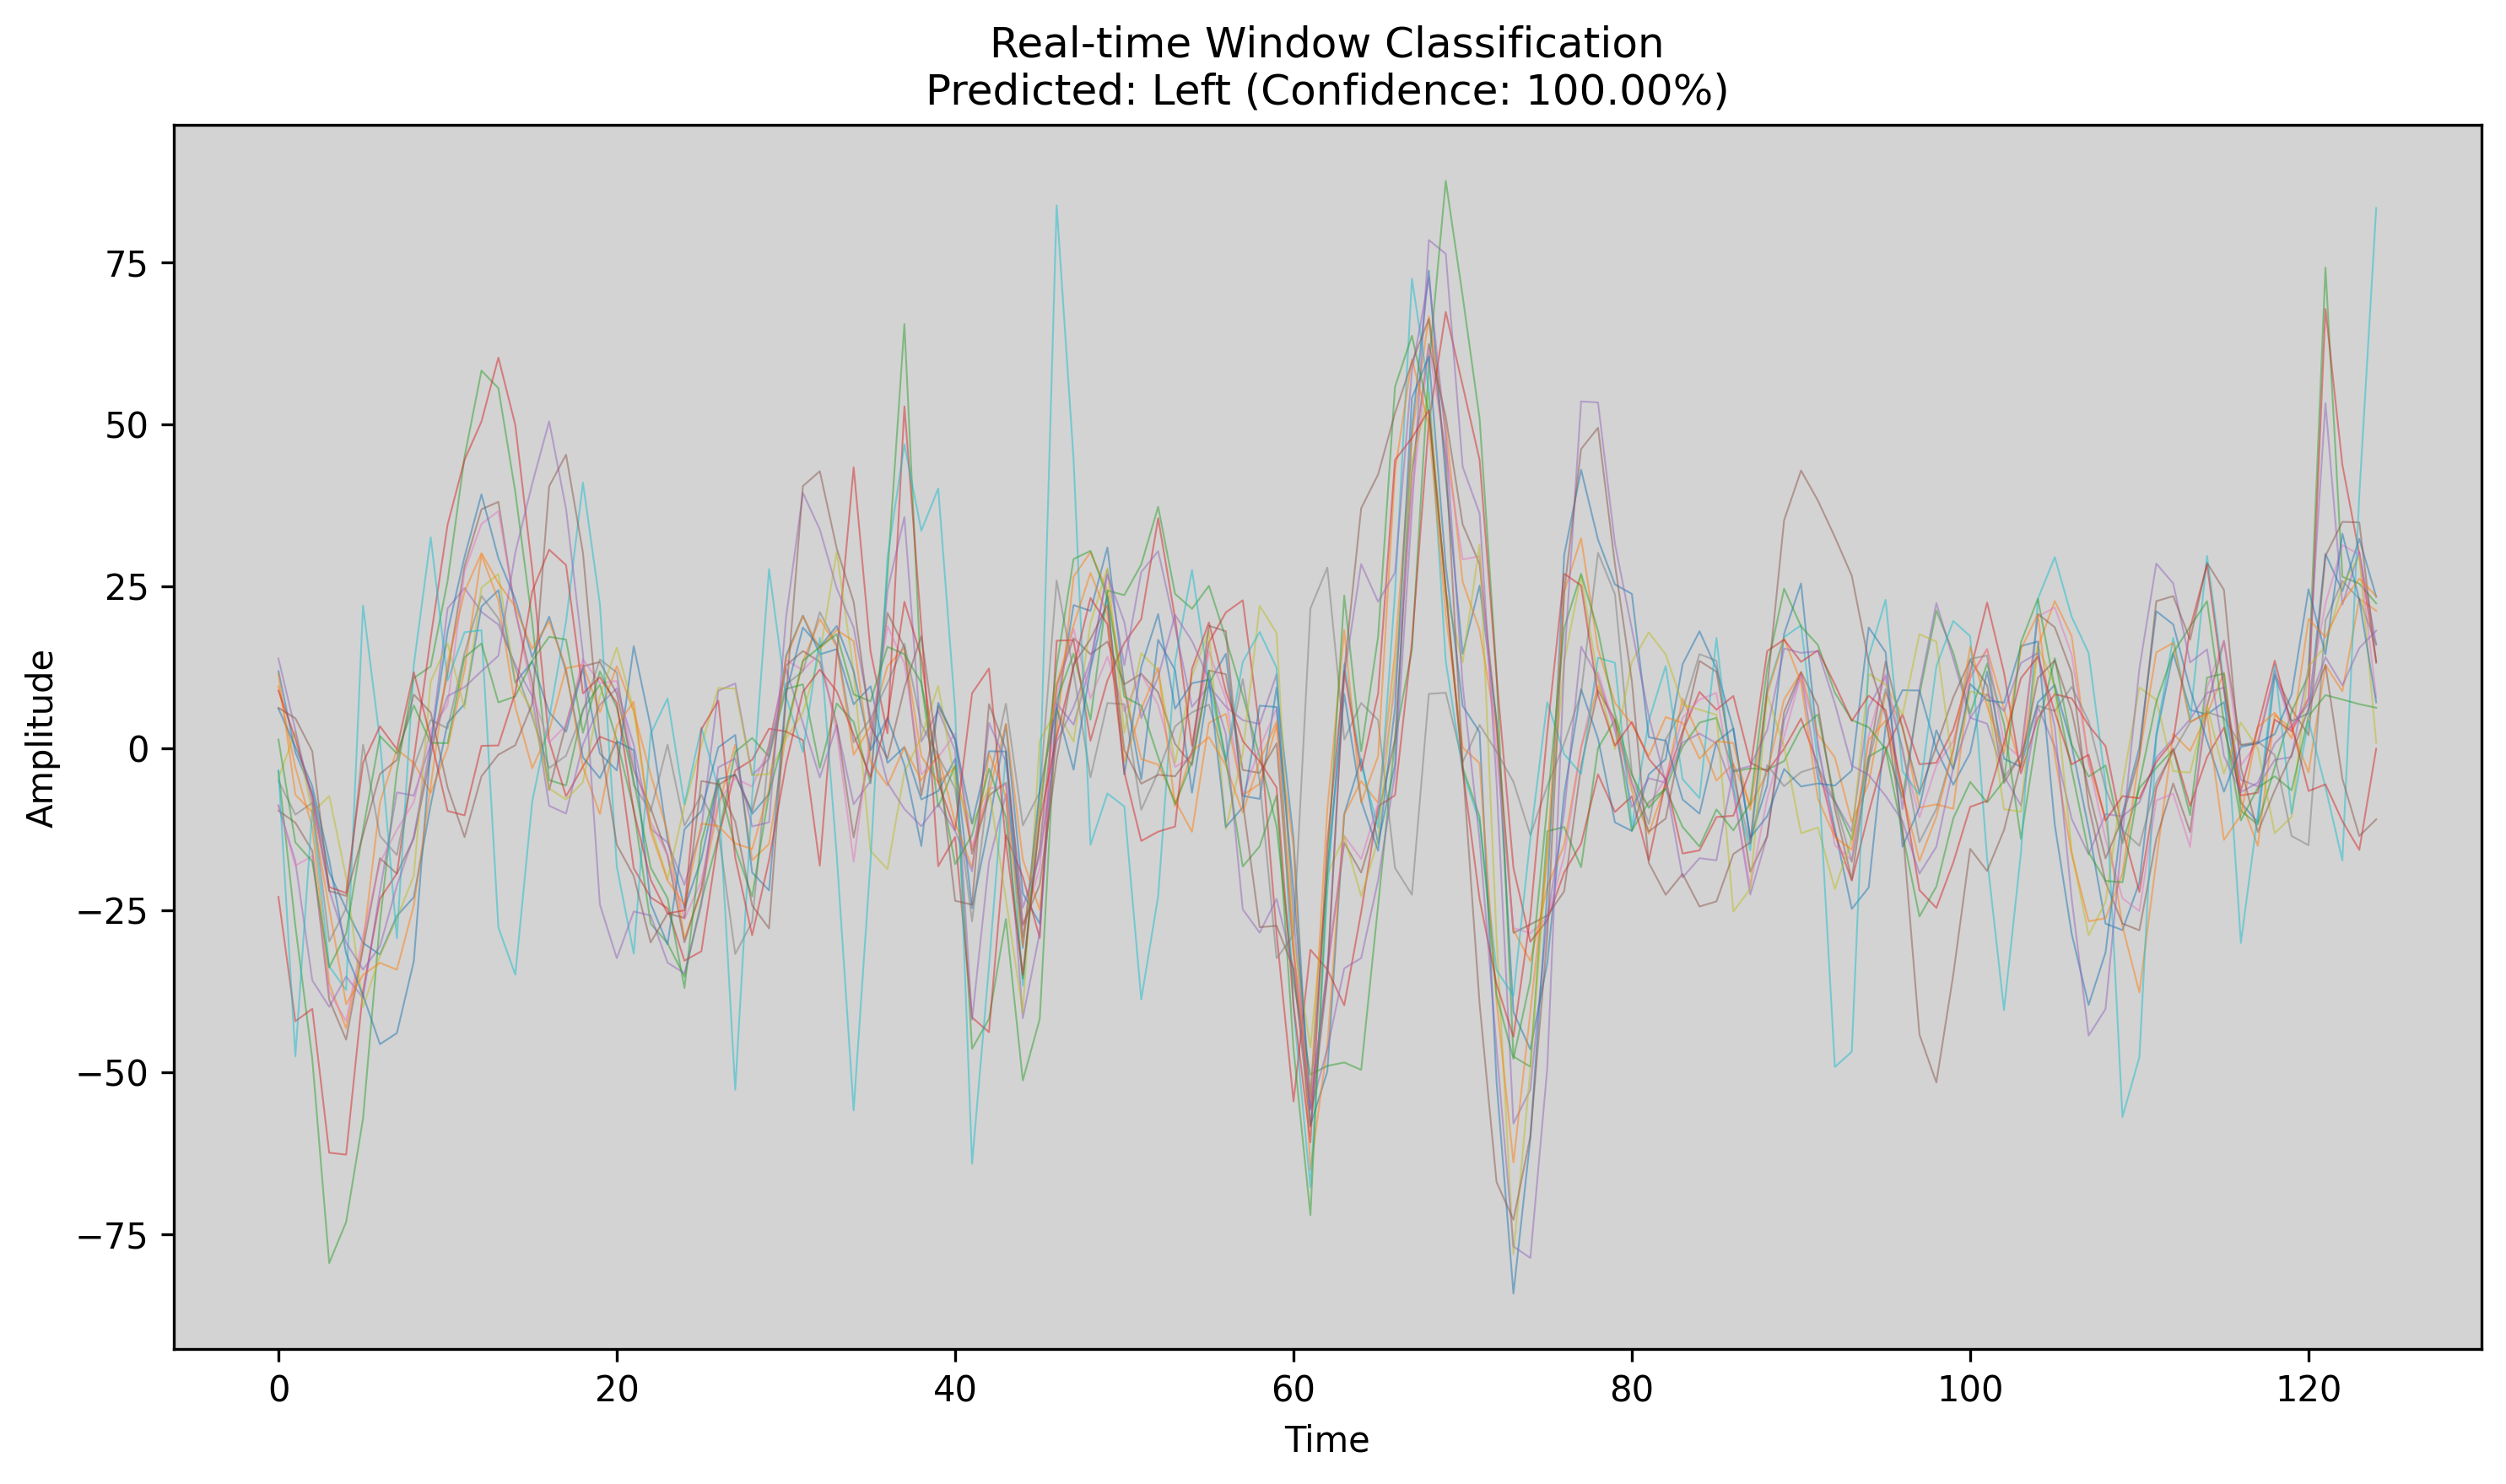 Real-time Window Classification
Predicted: Left (Confidence: 100.00%)
Amplitude
75
50
25
0
−25
−50
−75
0 20 40 60 80 100 120
Time